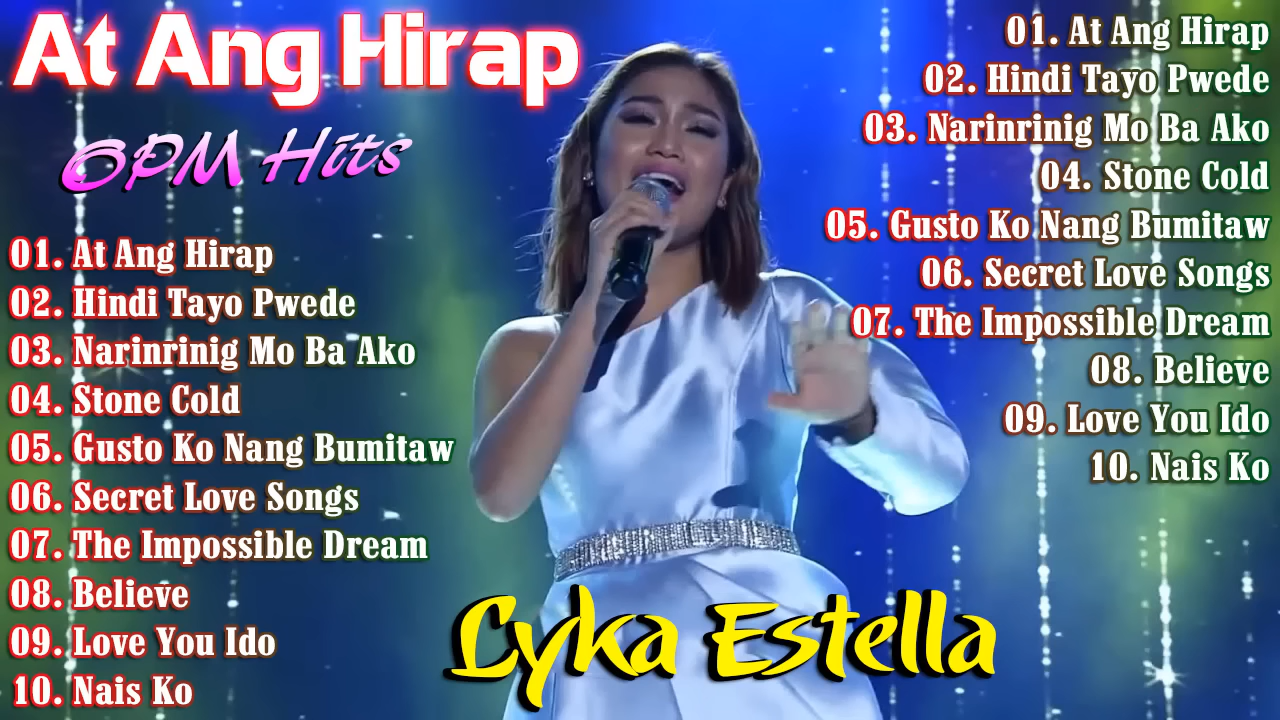 At Ang Hirap
OPM Hits
01. At Ang Hirap
02. Hindi Tayo Pwede
03. Narinrinig Mo Ba Ako
04. Stone Cold
05. Gusto Ko Nang Bumitaw
06. Secret Love Songs
07. The Impossible Dream
08. Believe
09. Love You Ido
10. Nais Ko
01. At Ang Hirap
02. Hindi Tayo Pwede
03. Narinrinig Mo Ba Ako
04. Stone Cold
05. Gusto Ko Nang Bumitaw
06. Secret Love Songs
07. The Impossible Dream
08. Believe
09. Love You Ido
10. Nais Ko
Lyka Estella